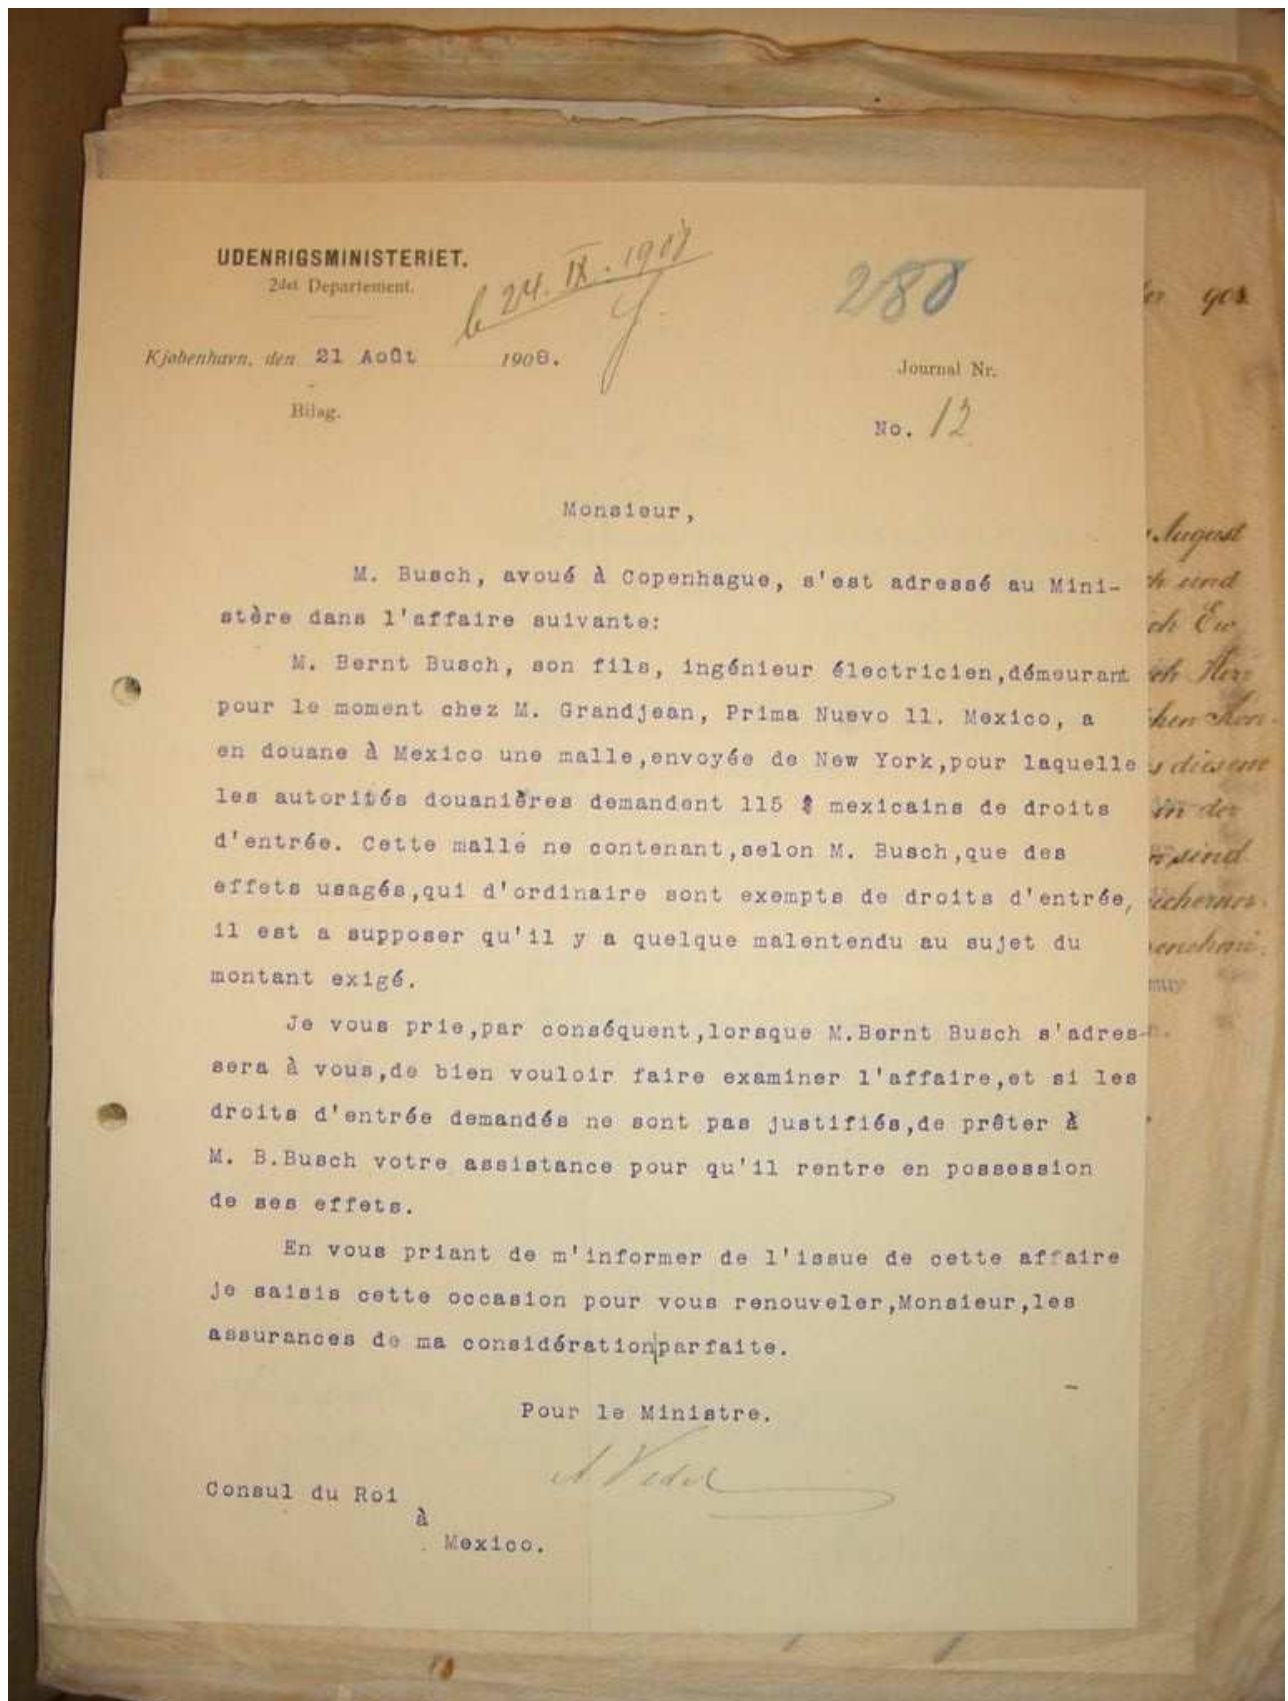 UDENRIGSMINISTERIET.
2det Departement.
b 24. IX. 1908
288
Kjøbenhavn, den 21 Août 1908.
Journal Nr.
Bilag.
No. 12
Monsieur,
M. Busch, avoué à Copenhague, s'est adressé au Mini-
stère dans l'affaire suivante:
M. Bernt Busch, son fils, ingénieur électricien,démeurant
pour le moment chez M. Grandjean, Prima Nuevo 11. Mexico, a
en douane à Mexico une malle,envoyée de New York,pour laquelle
les autorités douanières demandent 115 $ mexicains de droits
d'entrée. Cette malle ne contenant,selon M. Busch,que des
effets usagés,qui d'ordinaire sont exempts de droits d'entrée,
il est a supposer qu'il y a quelque malentendu au sujet du
montant exigé.
Je vous prie,par conséquent,lorsque M.Bernt Busch s'adres-
sera à vous,de bien vouloir faire examiner l'affaire,et si les
droits d'entrée demandés ne sont pas justifiés,de prêter à
M. B.Busch votre assistance pour qu'il rentre en possession
de ses effets.
En vous priant de m'informer de l'issue de cette affaire
je saisis cette occasion pour vous renouveler,Monsieur,les
assurances de ma considération|parfaite.
Pour le Ministre.
A. Vedel
Consul du Roi
à
Mexico.
August
und
in der
sind